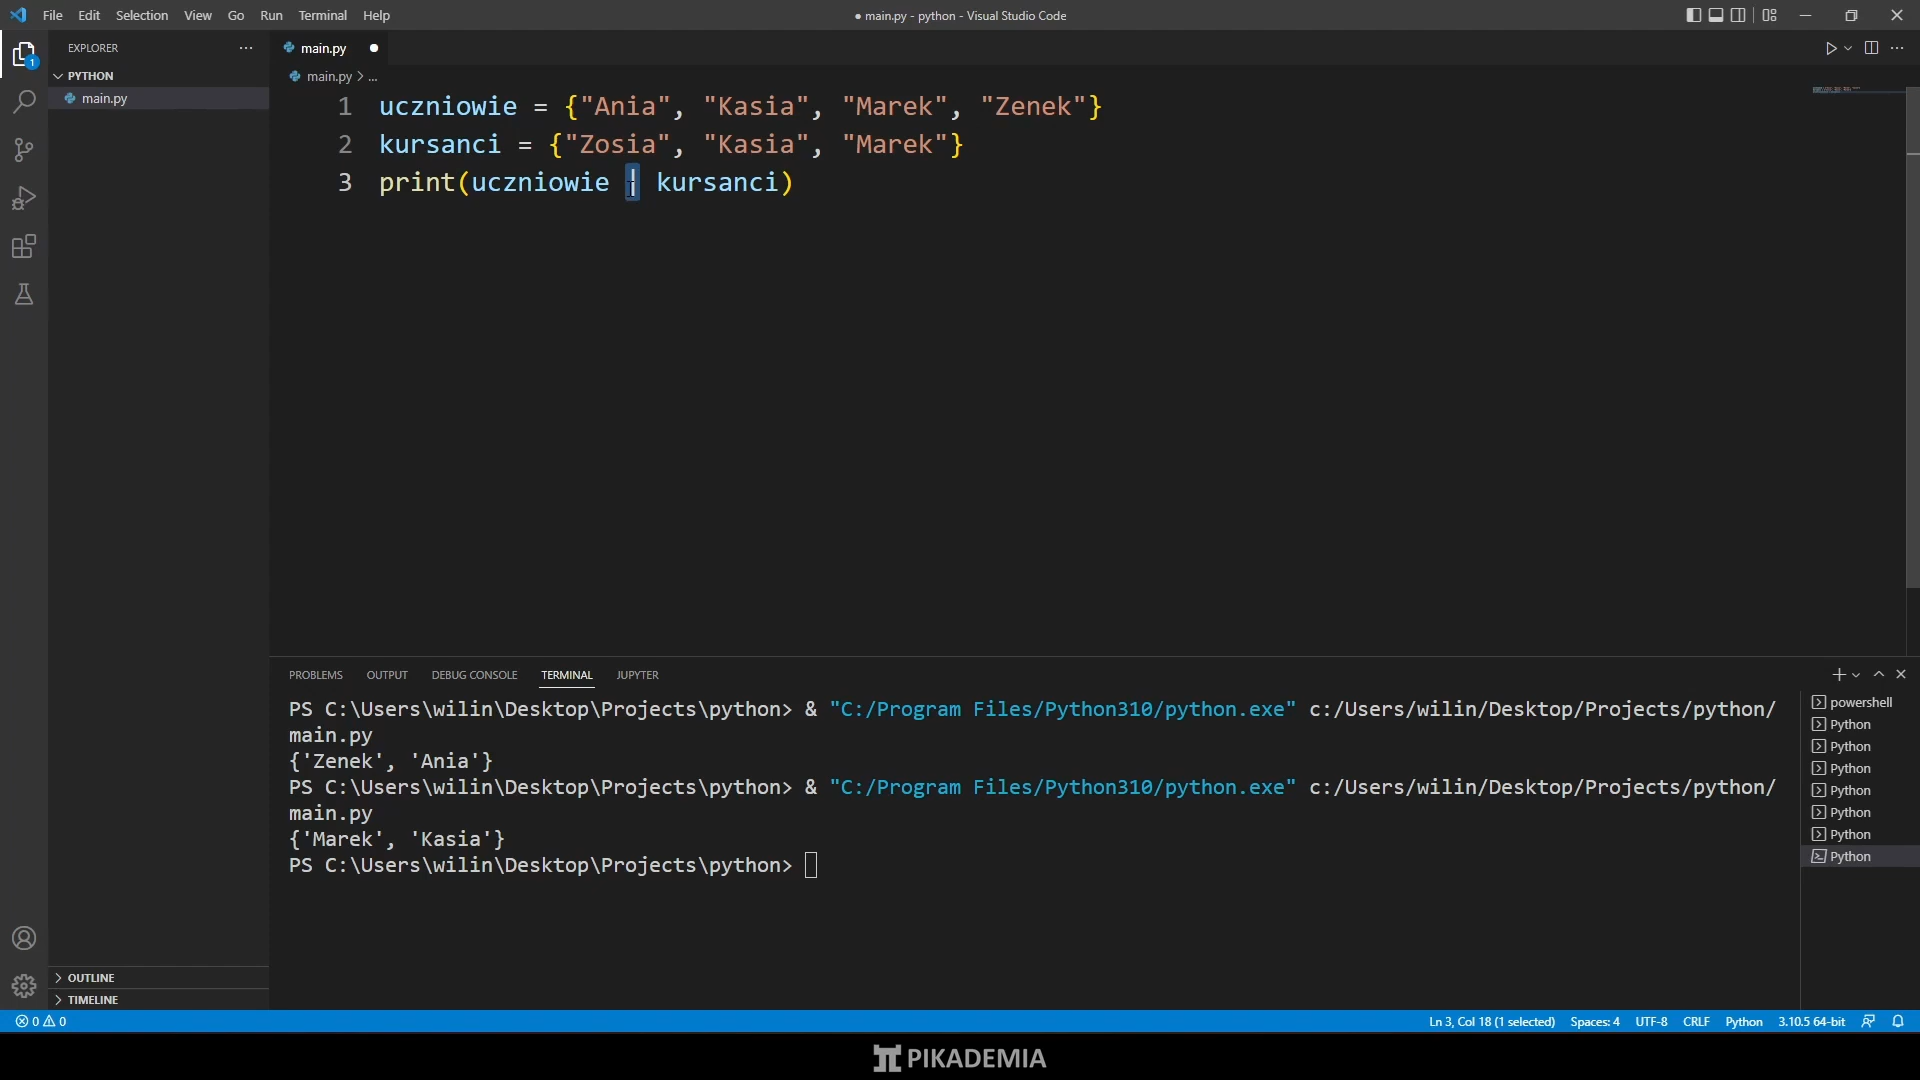 File Edit Selection View Go Run Terminal Help
● main.py - python - Visual Studio Code
EXPLORER
PYTHON
main.py
main.py
main.py > ...
1 uczniowie = {"Ania", "Kasia", "Marek", "Zenek"}
2 kursanci = {"Zosia", "Kasia", "Marek"}
3 print(uczniowie | kursanci)
1
PROBLEMS OUTPUT DEBUG CONSOLE TERMINAL JUPYTER
PS C:\Users\wilin\Desktop\Projects\python> & "C:/Program Files/Python310/python.exe" c:/Users/wilin/Desktop/Projects/python/
main.py
{'Zenek', 'Ania'}
PS C:\Users\wilin\Desktop\Projects\python> & "C:/Program Files/Python310/python.exe" c:/Users/wilin/Desktop/Projects/python/
main.py
{'Marek', 'Kasia'}
PS C:\Users\wilin\Desktop\Projects\python>
powershell
Python
Python
Python
Python
Python
Python
Python
OUTLINE
TIMELINE
0 0
Ln 3, Col 18 (1 selected) Spaces: 4 UTF-8 CRLF Python 3.10.5 64-bit
PIKADEMIA